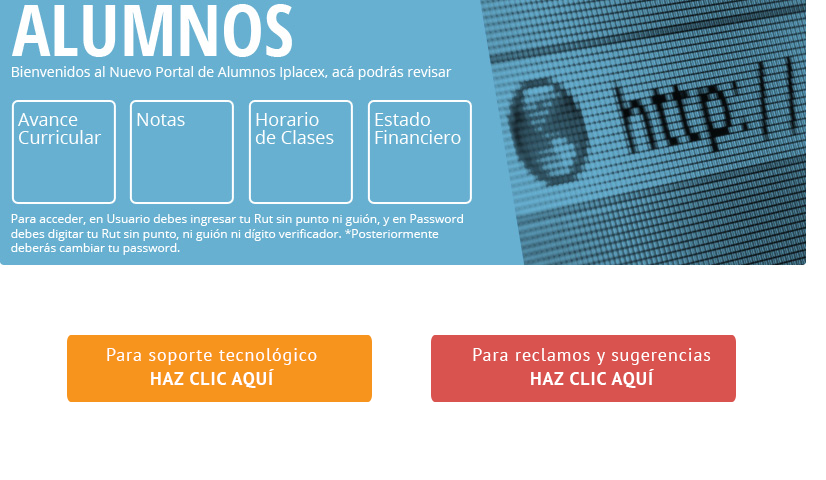 ALUMNOS
Bienvenidos al Nuevo Portal de Alumnos Iplacex, acá podrás revisar
Avance
Curricular
Notas
Horario
de Clases
Estado
Financiero
http://
Para acceder, en Usuario debes ingresar tu Rut sin punto ni guión, y en Password
debes digitar tu Rut sin punto, ni guión ni dígito verificador. *Posteriormente
deberás cambiar tu password.
Para soporte tecnológico
HAZ CLIC AQUÍ
Para reclamos y sugerencias
HAZ CLIC AQUÍ